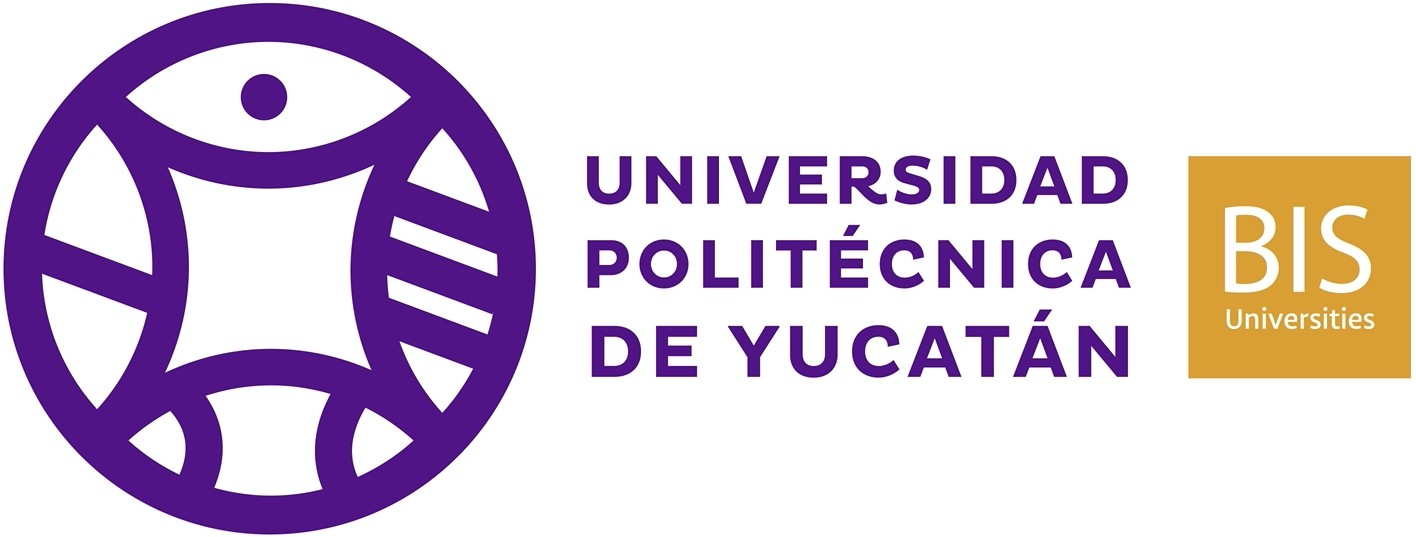 UNIVERSIDAD
POLITÉCNICA
DE YUCATÁN
BIS
Universities